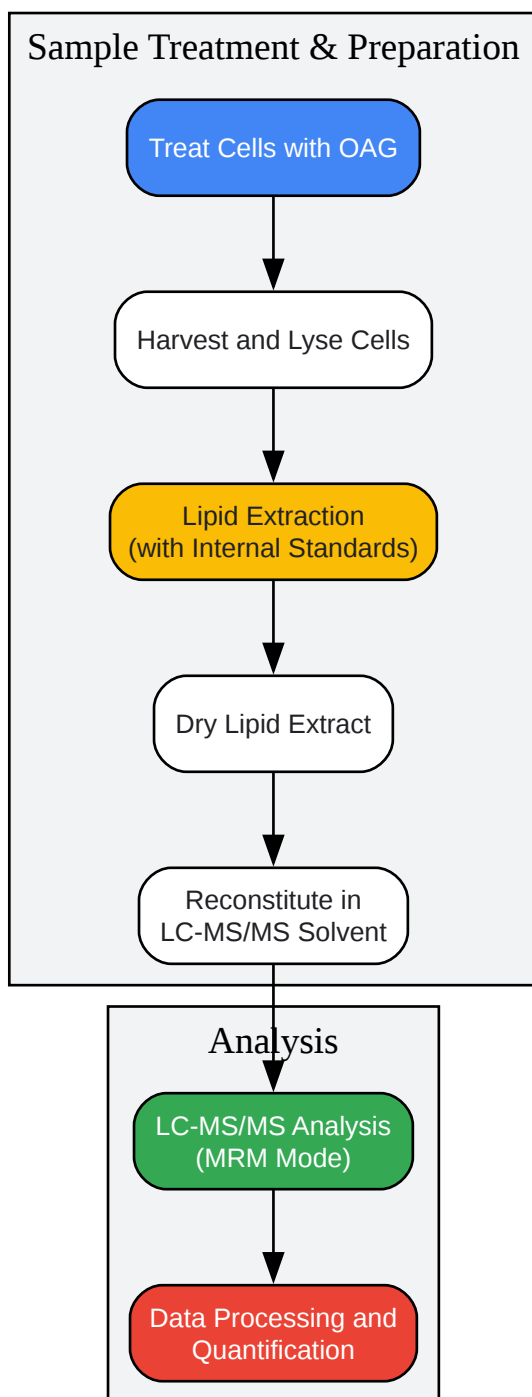 Sample Treatment & Preparation
Treat Cells with OAG
Harvest and Lyse Cells
Lipid Extraction
(with Internal Standards)
Dry Lipid Extract
Reconstitute in
LC-MS/MS Solvent
Analysis
LC-MS/MS Analysis
(MRM Mode)
Data Processing and
Quantification